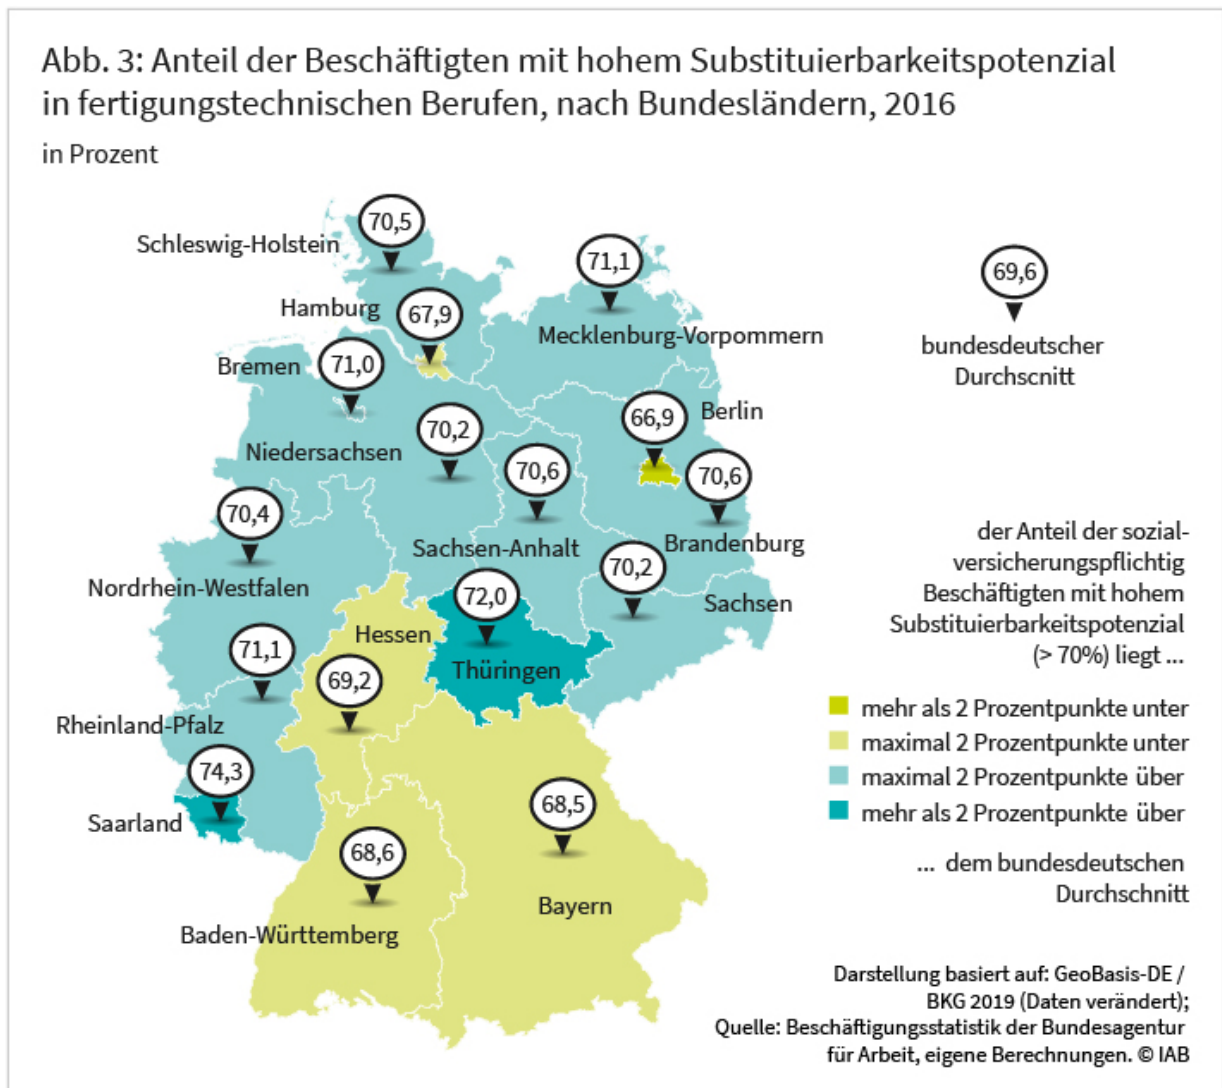 Abb. 3: Anteil der Beschäftigten mit hohem Substituierbarkeitspotenzial
in fertigungstechnischen Berufen, nach Bundesländern, 2016
in Prozent
70,5
Schleswig-Holstein
71,1
Mecklenburg-Vorpommern
Hamburg
67,9
Bremen
71,0
69,6
bundesdeutscher
Durchscnitt
66,9
Berlin
70,2
Niedersachsen
70,6
Sachsen-Anhalt
70,6
Brandenburg
70,4
Nordrhein-Westfalen
70,2
Sachsen
72,0
Thüringen
Hessen
69,2
71,1
Rheinland-Pfalz
74,3
Saarland
68,6
Baden-Württemberg
68,5
Bayern
der Anteil der sozial-
versicherungspflichtig
Beschäftigten mit hohem
Substituierbarkeitspotenzial
(> 70%) liegt ...
mehr als 2 Prozentpunkte unter
maximal 2 Prozentpunkte unter
maximal 2 Prozentpunkte über
mehr als 2 Prozentpunkte über
... dem bundesdeutschen
Durchschnitt
Darstellung basiert auf: GeoBasis-DE /
BKG 2019 (Daten verändert);
Quelle: Beschäftigungsstatistik der Bundesagentur
für Arbeit, eigene Berechnungen. © IAB